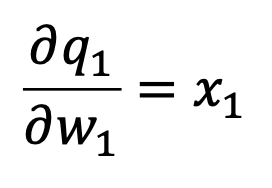 ∂q₁/∂w₁ = x₁